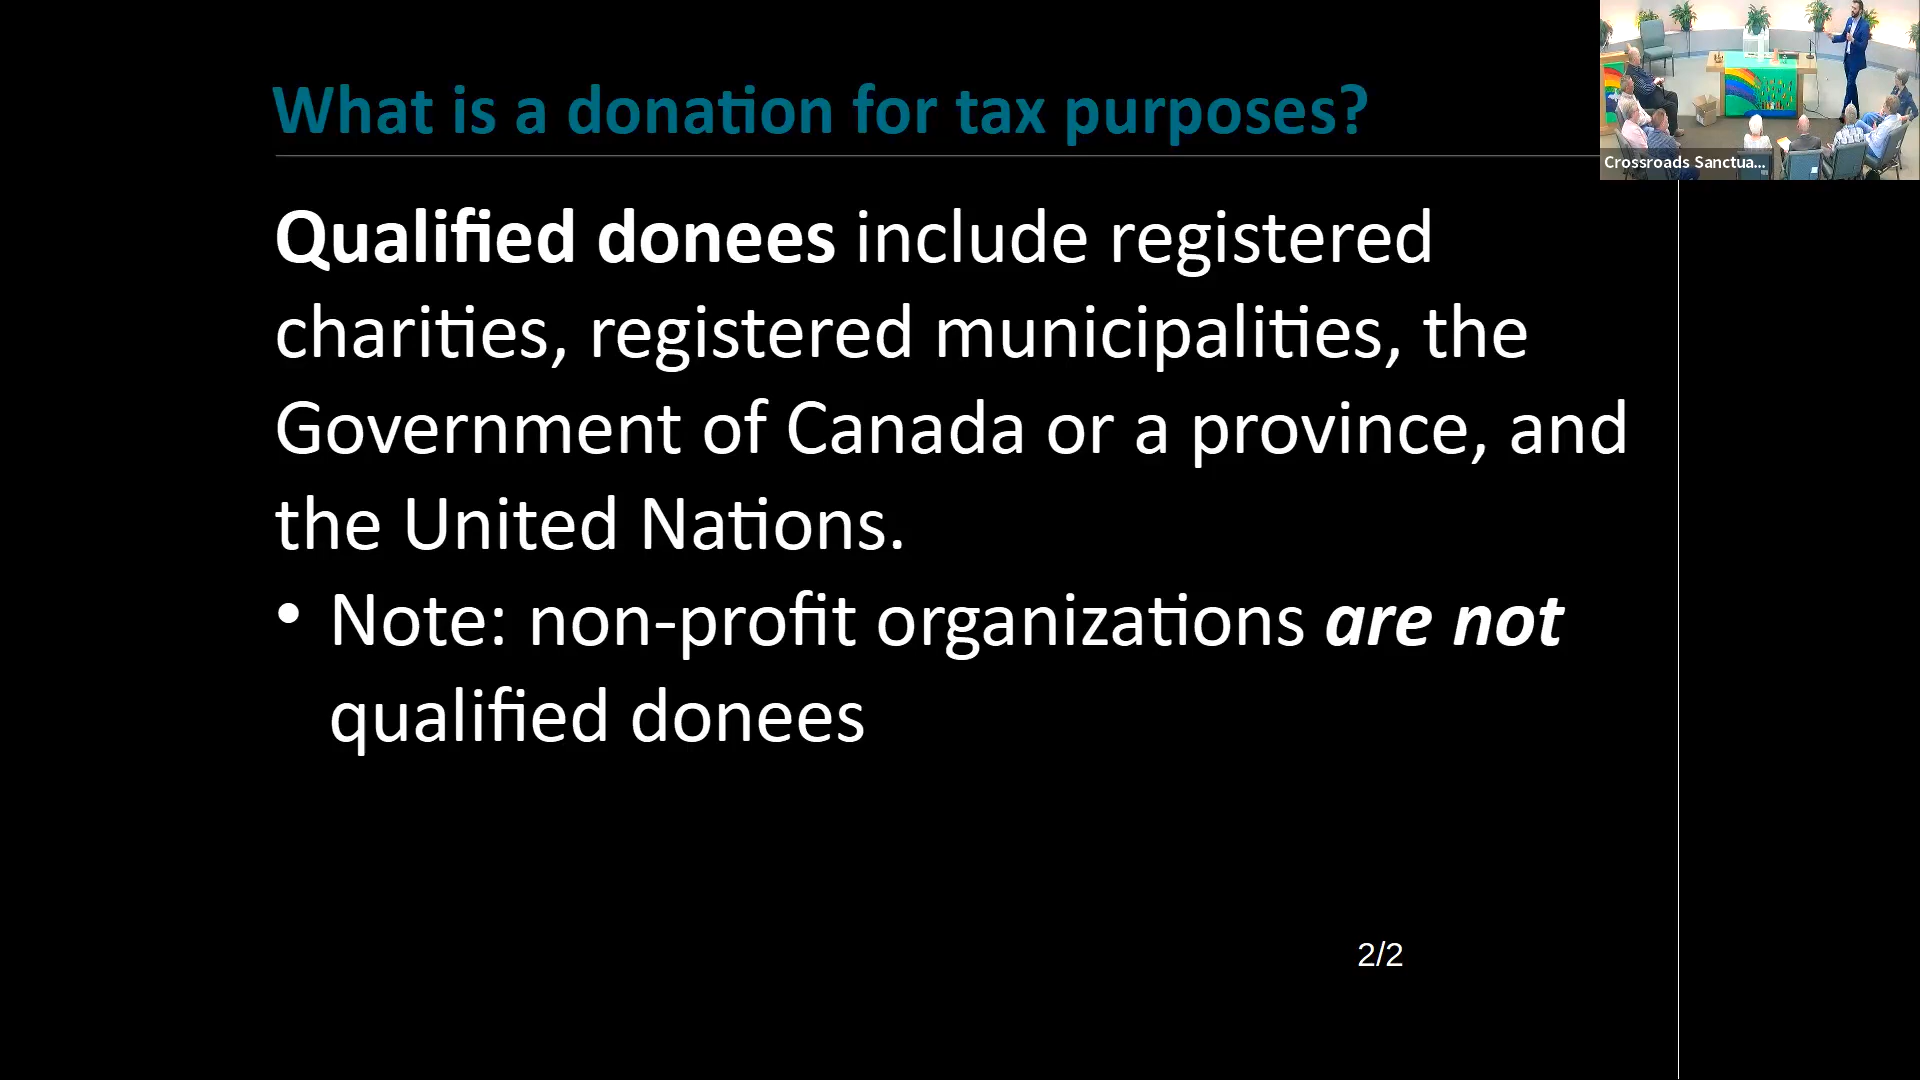 What is a donation for tax purposes?
Crossroads Sanctua...
Qualified donees include registered
charities, registered municipalities, the
Government of Canada or a province, and
the United Nations.
• Note: non-profit organizations are not
qualified donees
2/2